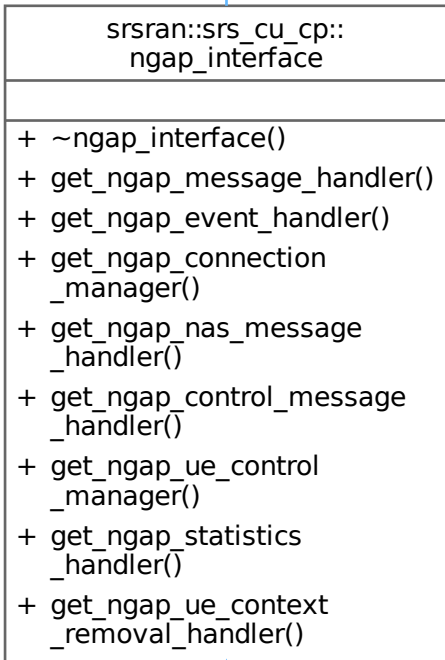 srsran::srs_cu_cp::
ngap_interface
+ ~ngap_interface()
+ get_ngap_message_handler()
+ get_ngap_event_handler()
+ get_ngap_connection
_manager()
+ get_ngap_nas_message
_handler()
+ get_ngap_control_message
_handler()
+ get_ngap_ue_control
_manager()
+ get_ngap_statistics
_handler()
+ get_ngap_ue_context
_removal_handler()